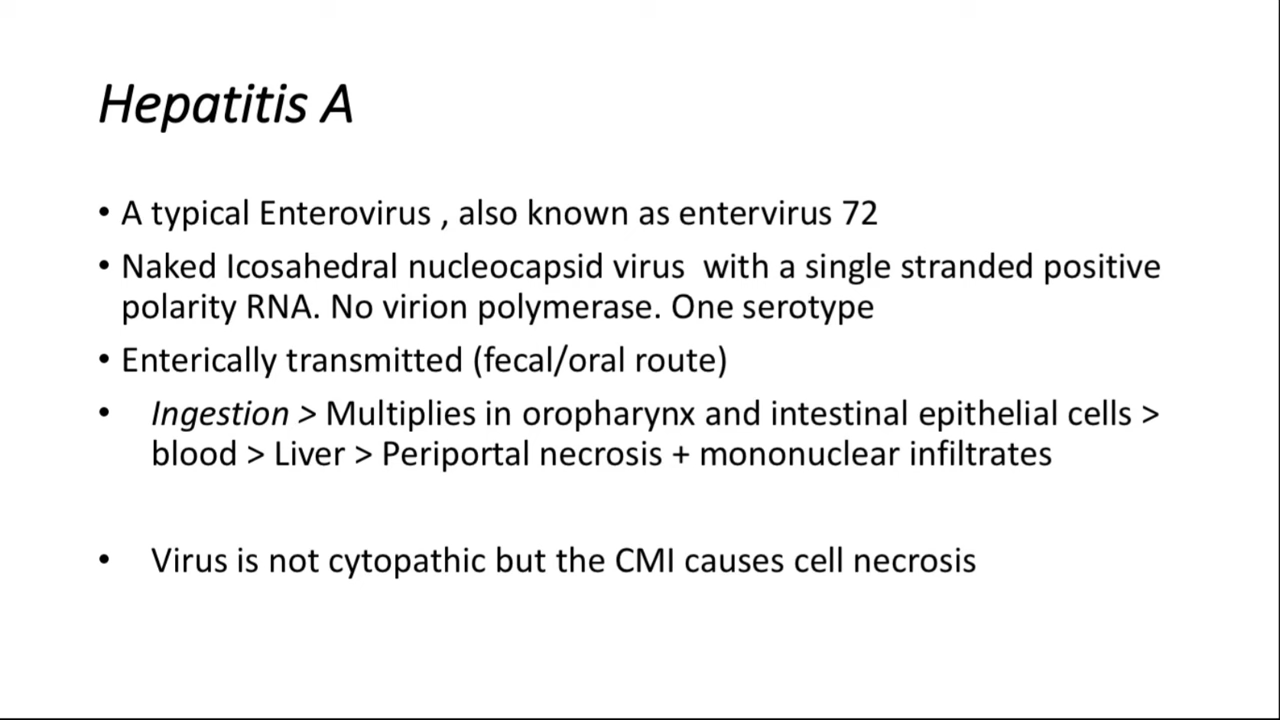 Hepatitis A
• A typical Enterovirus , also known as entervirus 72
• Naked Icosahedral nucleocapsid virus  with a single stranded positive
polarity RNA. No virion polymerase. One serotype
• Enterically transmitted (fecal/oral route)
• Ingestion > Multiplies in oropharynx and intestinal epithelial cells >
blood > Liver > Periportal necrosis + mononuclear infiltrates
• Virus is not cytopathic but the CMI causes cell necrosis